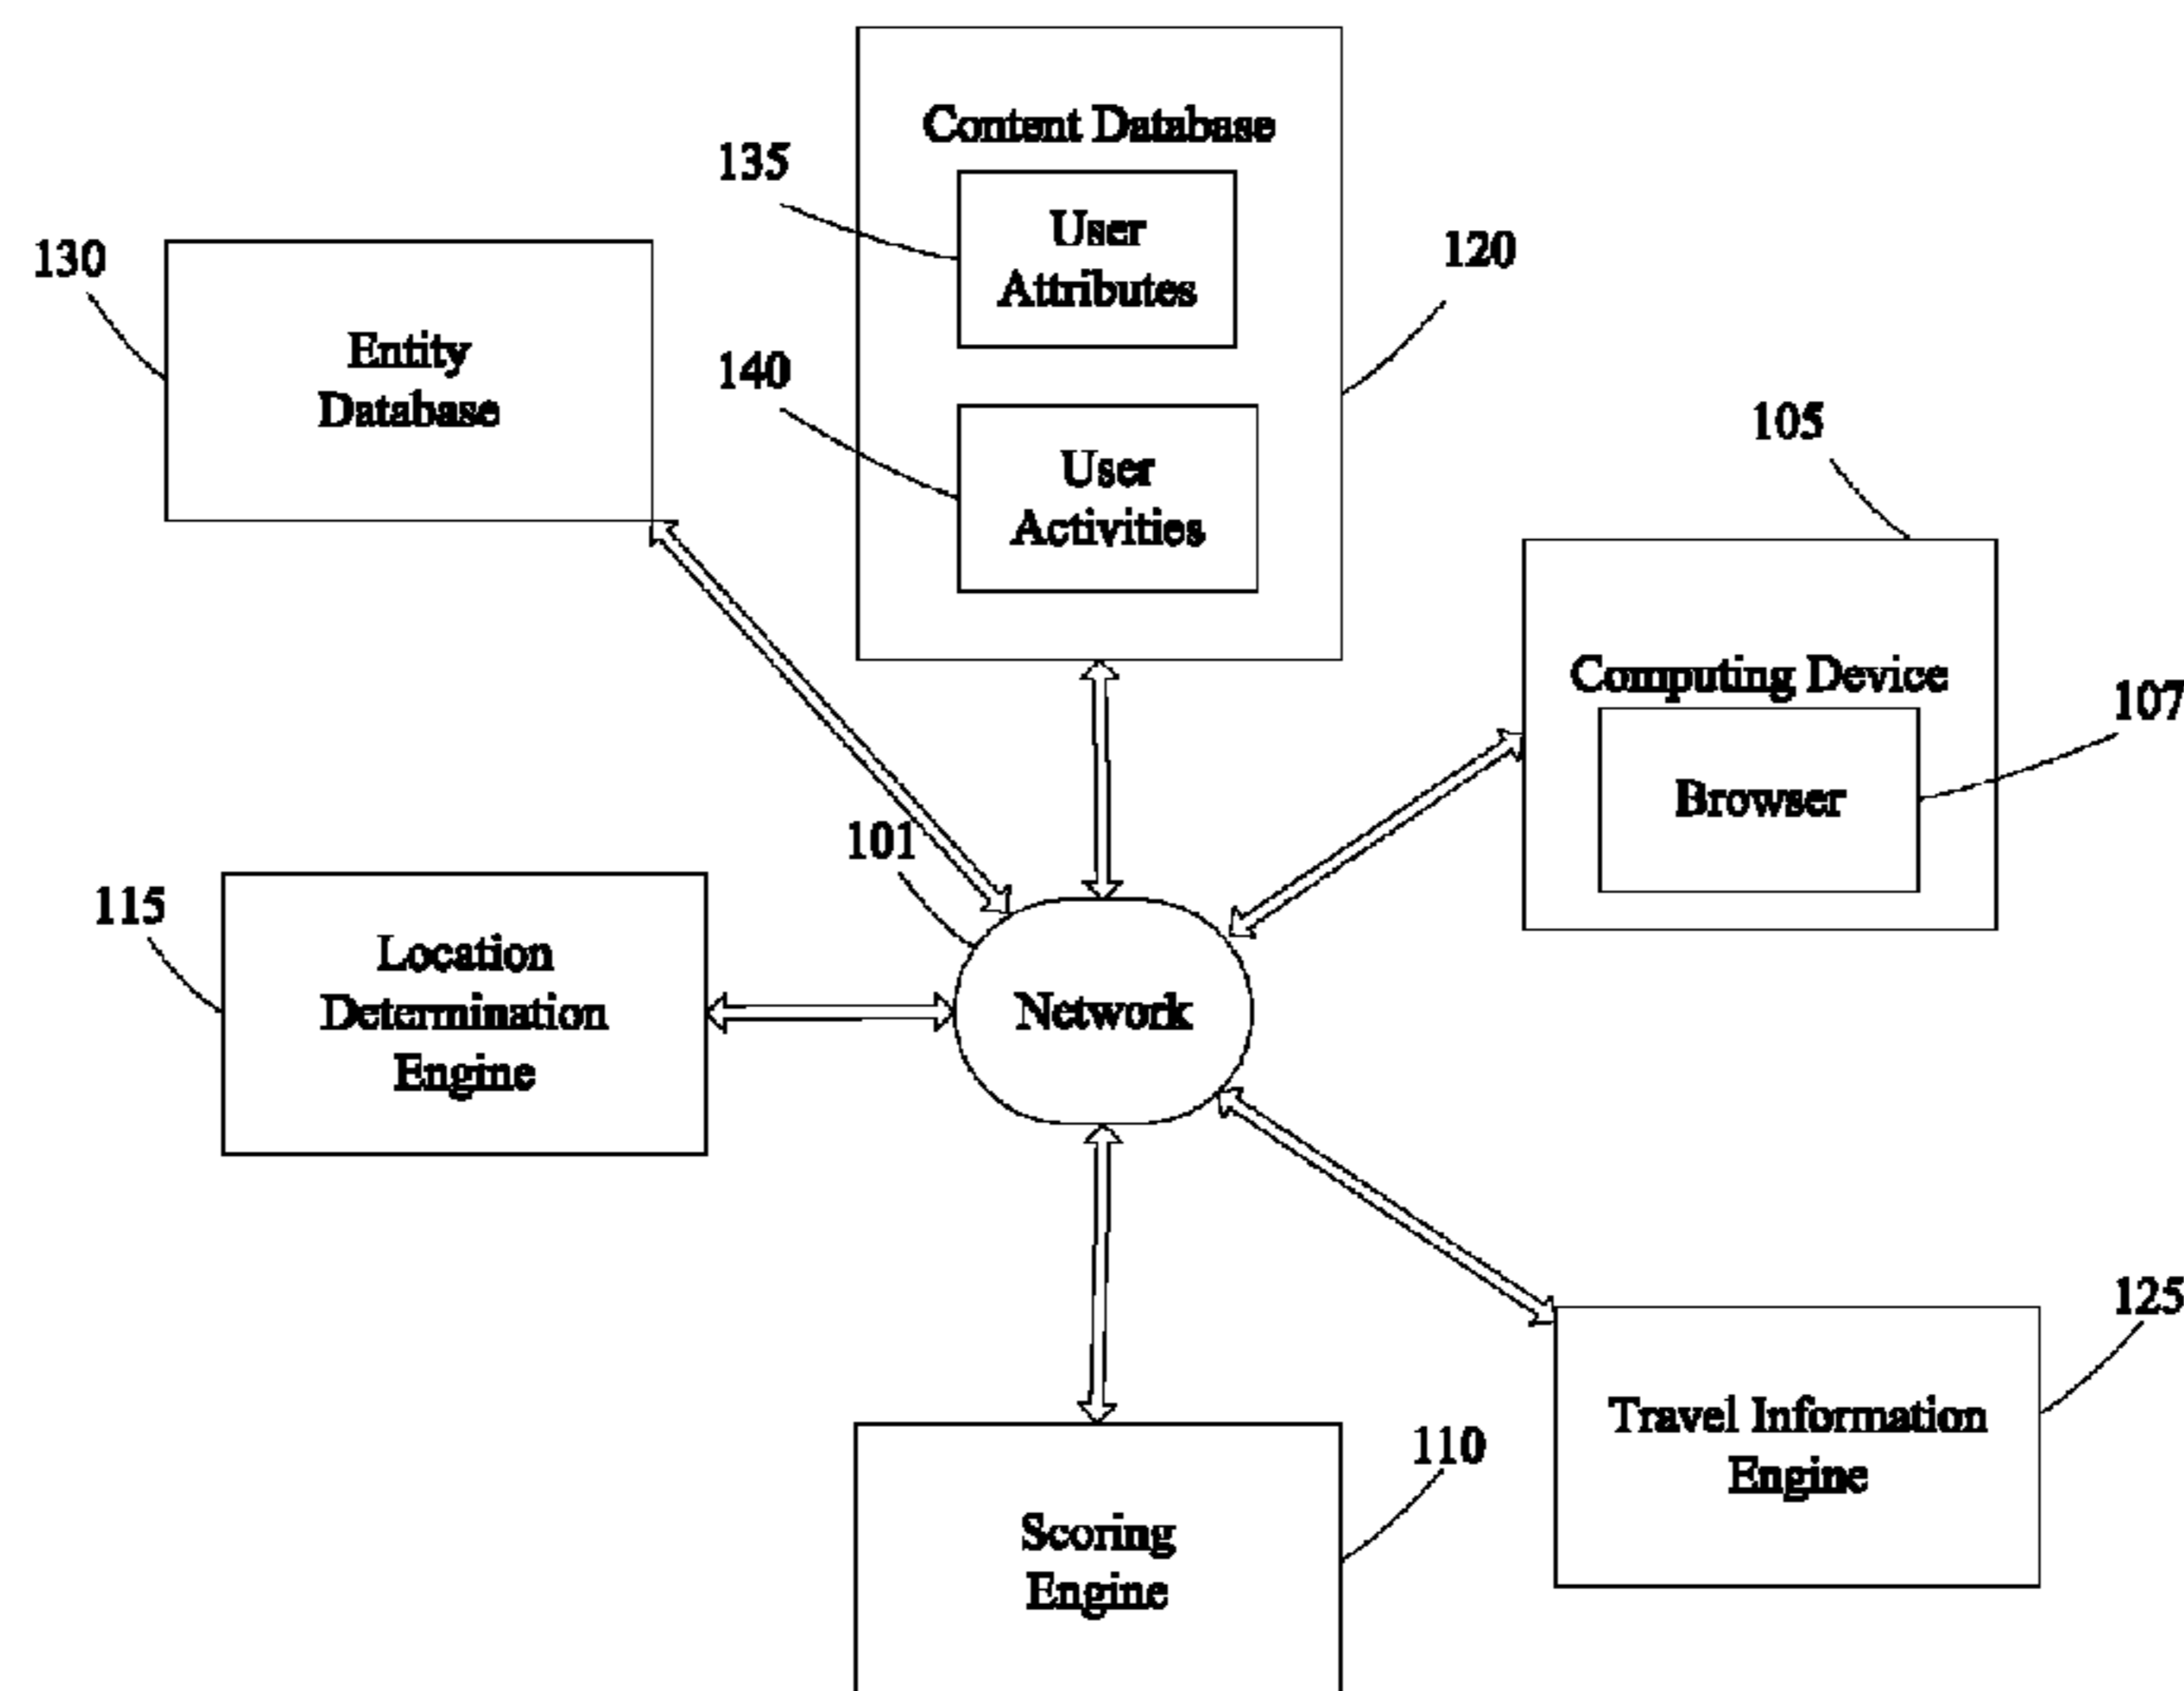 Content Database
135
User
Attributes
120
130
Entity
Database
140
User
Activities
105
Computing Device
107
Browser
101
115
Location
Determination
Engine
Network
125
Travel Information
Engine
110
Scoring
Engine